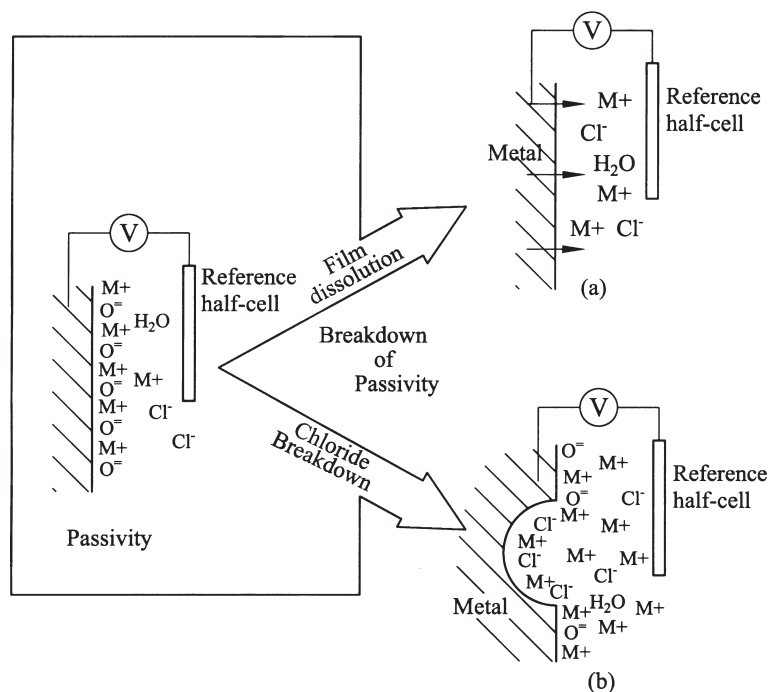 V
Reference
half-cell
M+
O=
M+ H₂O
O=
M+
O= M+
M+
Cl⁻
O=
M+ Cl⁻
O=
Passivity
Film
dissolution
Breakdown
of
Passivity
Chloride
Breakdown
V
M+
Reference
half-cell
Cl⁻
Metal
H₂O
M+
M+ Cl⁻
(a)
V
O=
M+
M+
Reference
half-cell
O=
Cl⁻
M+
Cl⁻
M+
M+
Cl⁻
M+
M+
M+
Cl⁻
Cl⁻
Metal
M+
H₂O
M+
O=
M+
M+
(b)